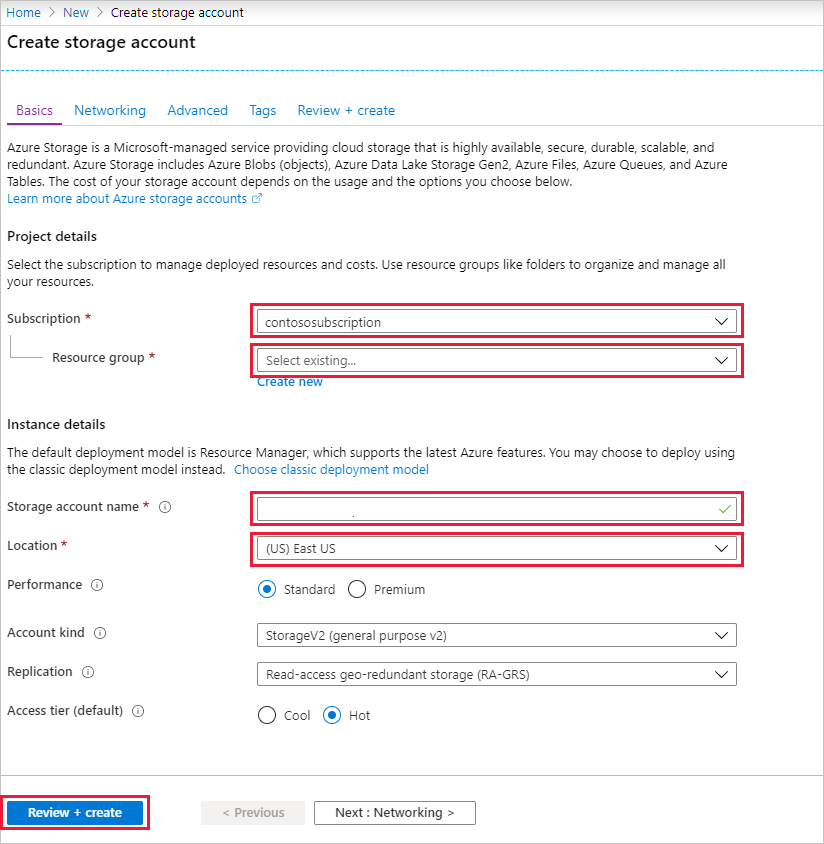 Home > New > Create storage account
Create storage account
Basics Networking Advanced Tags Review + create
Azure Storage is a Microsoft-managed service providing cloud storage that is highly available, secure, durable, scalable, and
redundant. Azure Storage includes Azure Blobs (objects), Azure Data Lake Storage Gen2, Azure Files, Azure Queues, and Azure
Tables. The cost of your storage account depends on the usage and the options you choose below.
Learn more about Azure storage accounts
Project details
Select the subscription to manage deployed resources and costs. Use resource groups like folders to organize and manage all
your resources.
Subscription * contososubscription
Resource group * Select existing...
Create new
Instance details
The default deployment model is Resource Manager, which supports the latest Azure features. You may choose to deploy using
the classic deployment model instead. Choose classic deployment model
Storage account name *
Location * (US) East US
Performance Standard Premium
Account kind StorageV2 (general purpose v2)
Replication Read-access geo-redundant storage (RA-GRS)
Access tier (default) Cool Hot
Review + create < Previous Next : Networking >